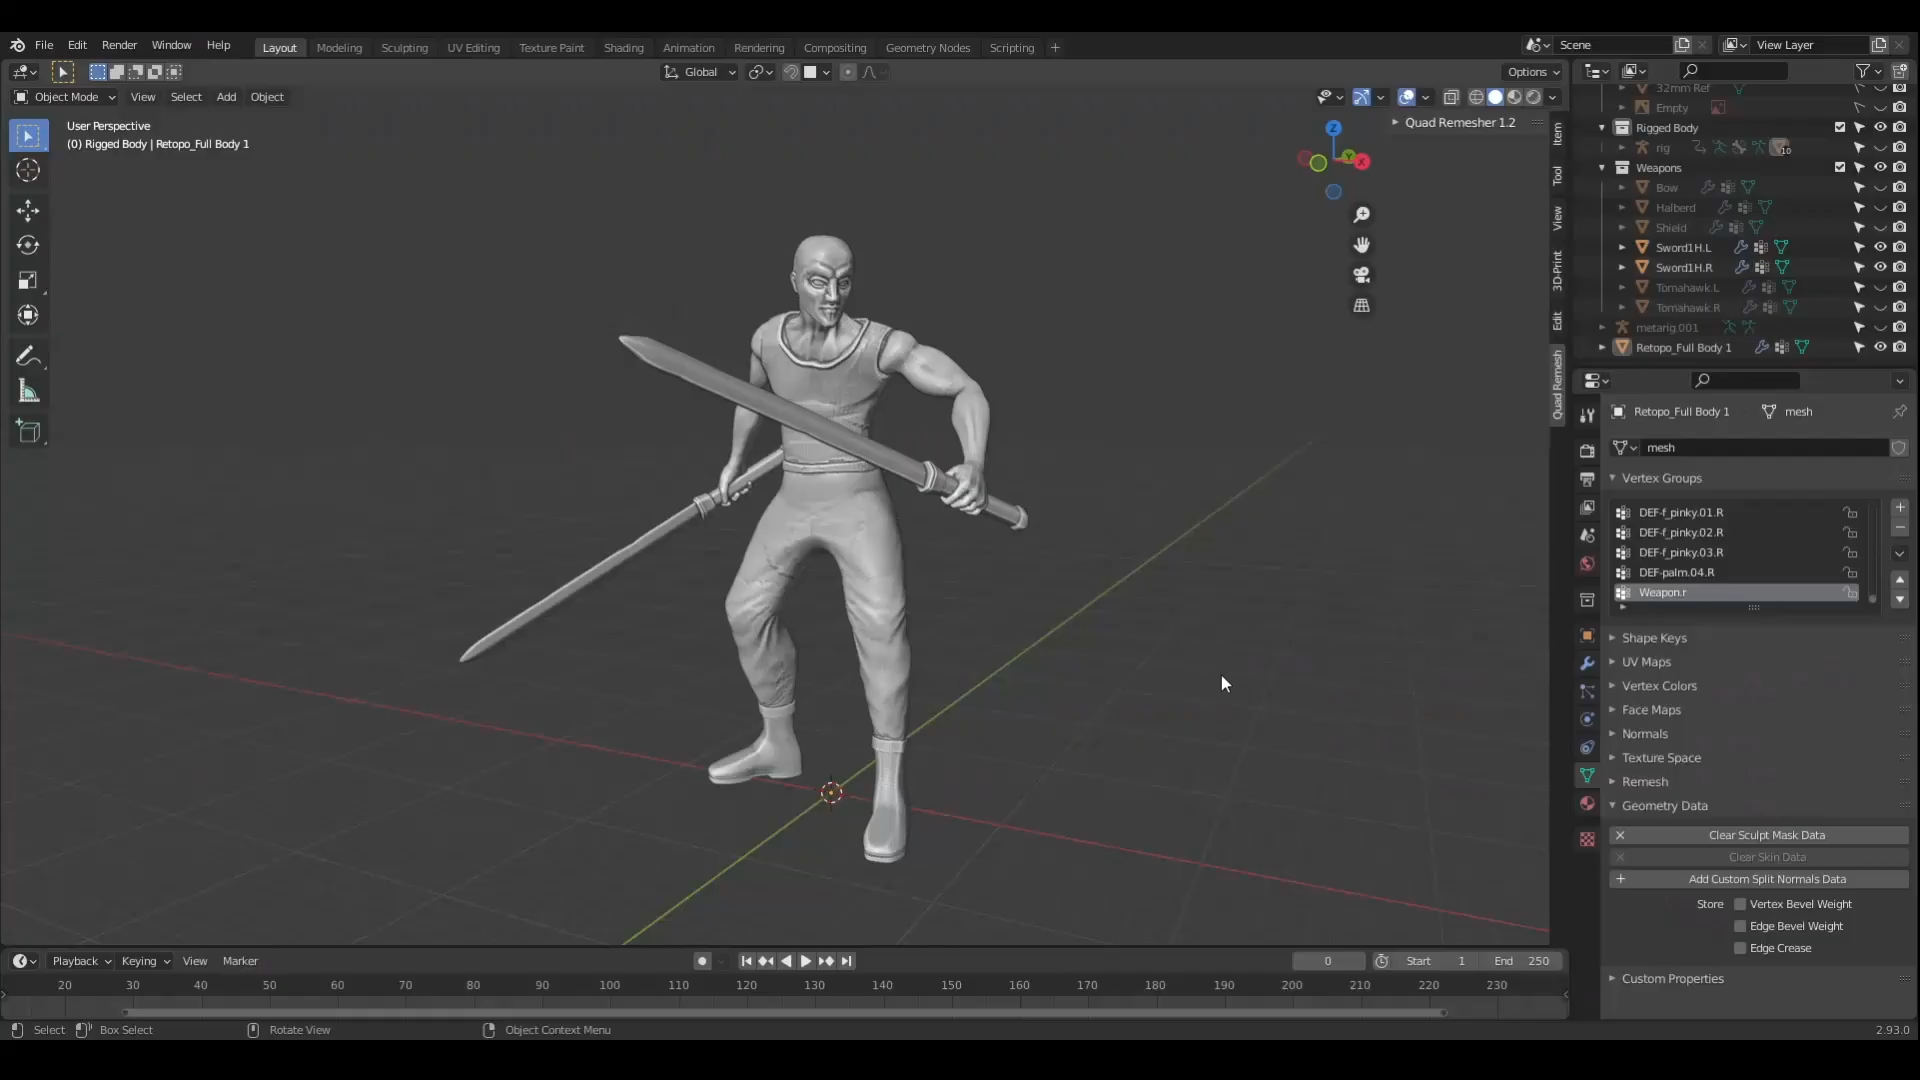 File Edit Render Window Help Layout Modeling Sculpting UV Editing Texture Paint Shading Animation Rendering Compositing Geometry Nodes Scripting + Scene View Layer
Global Options
Object Mode View Select Add Object
User Perspective
(0) Rigged Body | Retopo_Full Body 1
Quad Remesher 1.2
Z
Y
X
Item
Tool
View
3D-Print
Edit
Quad Remesh
32mm Ref
Empty
Rigged Body
rig 10
Weapons
Bow
Halberd
Shield
Sword1H.L
Sword1H.R
Tomahawk.L
Tomahawk.R
metarig.001
Retopo_Full Body 1
Retopo_Full Body 1 mesh
mesh
Vertex Groups
DEF-f_pinky.01.R
DEF-f_pinky.02.R
DEF-f_pinky.03.R
DEF-palm.04.R
Weapon.r
Shape Keys
UV Maps
Vertex Colors
Face Maps
Normals
Texture Space
Remesh
Geometry Data
Clear Sculpt Mask Data
Clear Skin Data
Add Custom Split Normals Data
Store Vertex Bevel Weight
Edge Bevel Weight
Edge Crease
Custom Properties
Playback Keying View Marker 0 Start 1 End 250
20 30 40 50 60 70 80 90 100 110 120 130 140 150 160 170 180 190 200 210 220 230
Select Box Select Rotate View Object Context Menu 2.93.0